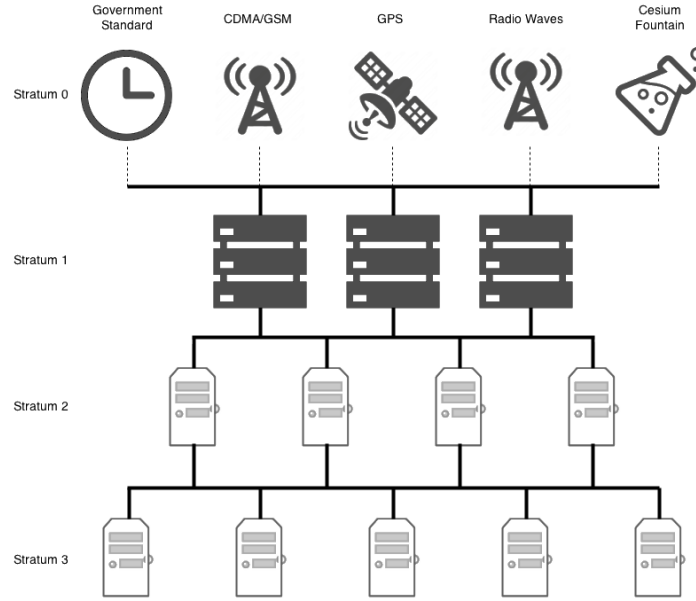 Government
Standard
CDMA/GSM
GPS
Radio Waves
Cesium
Fountain
Stratum 0
Stratum 1
Stratum 2
Stratum 3